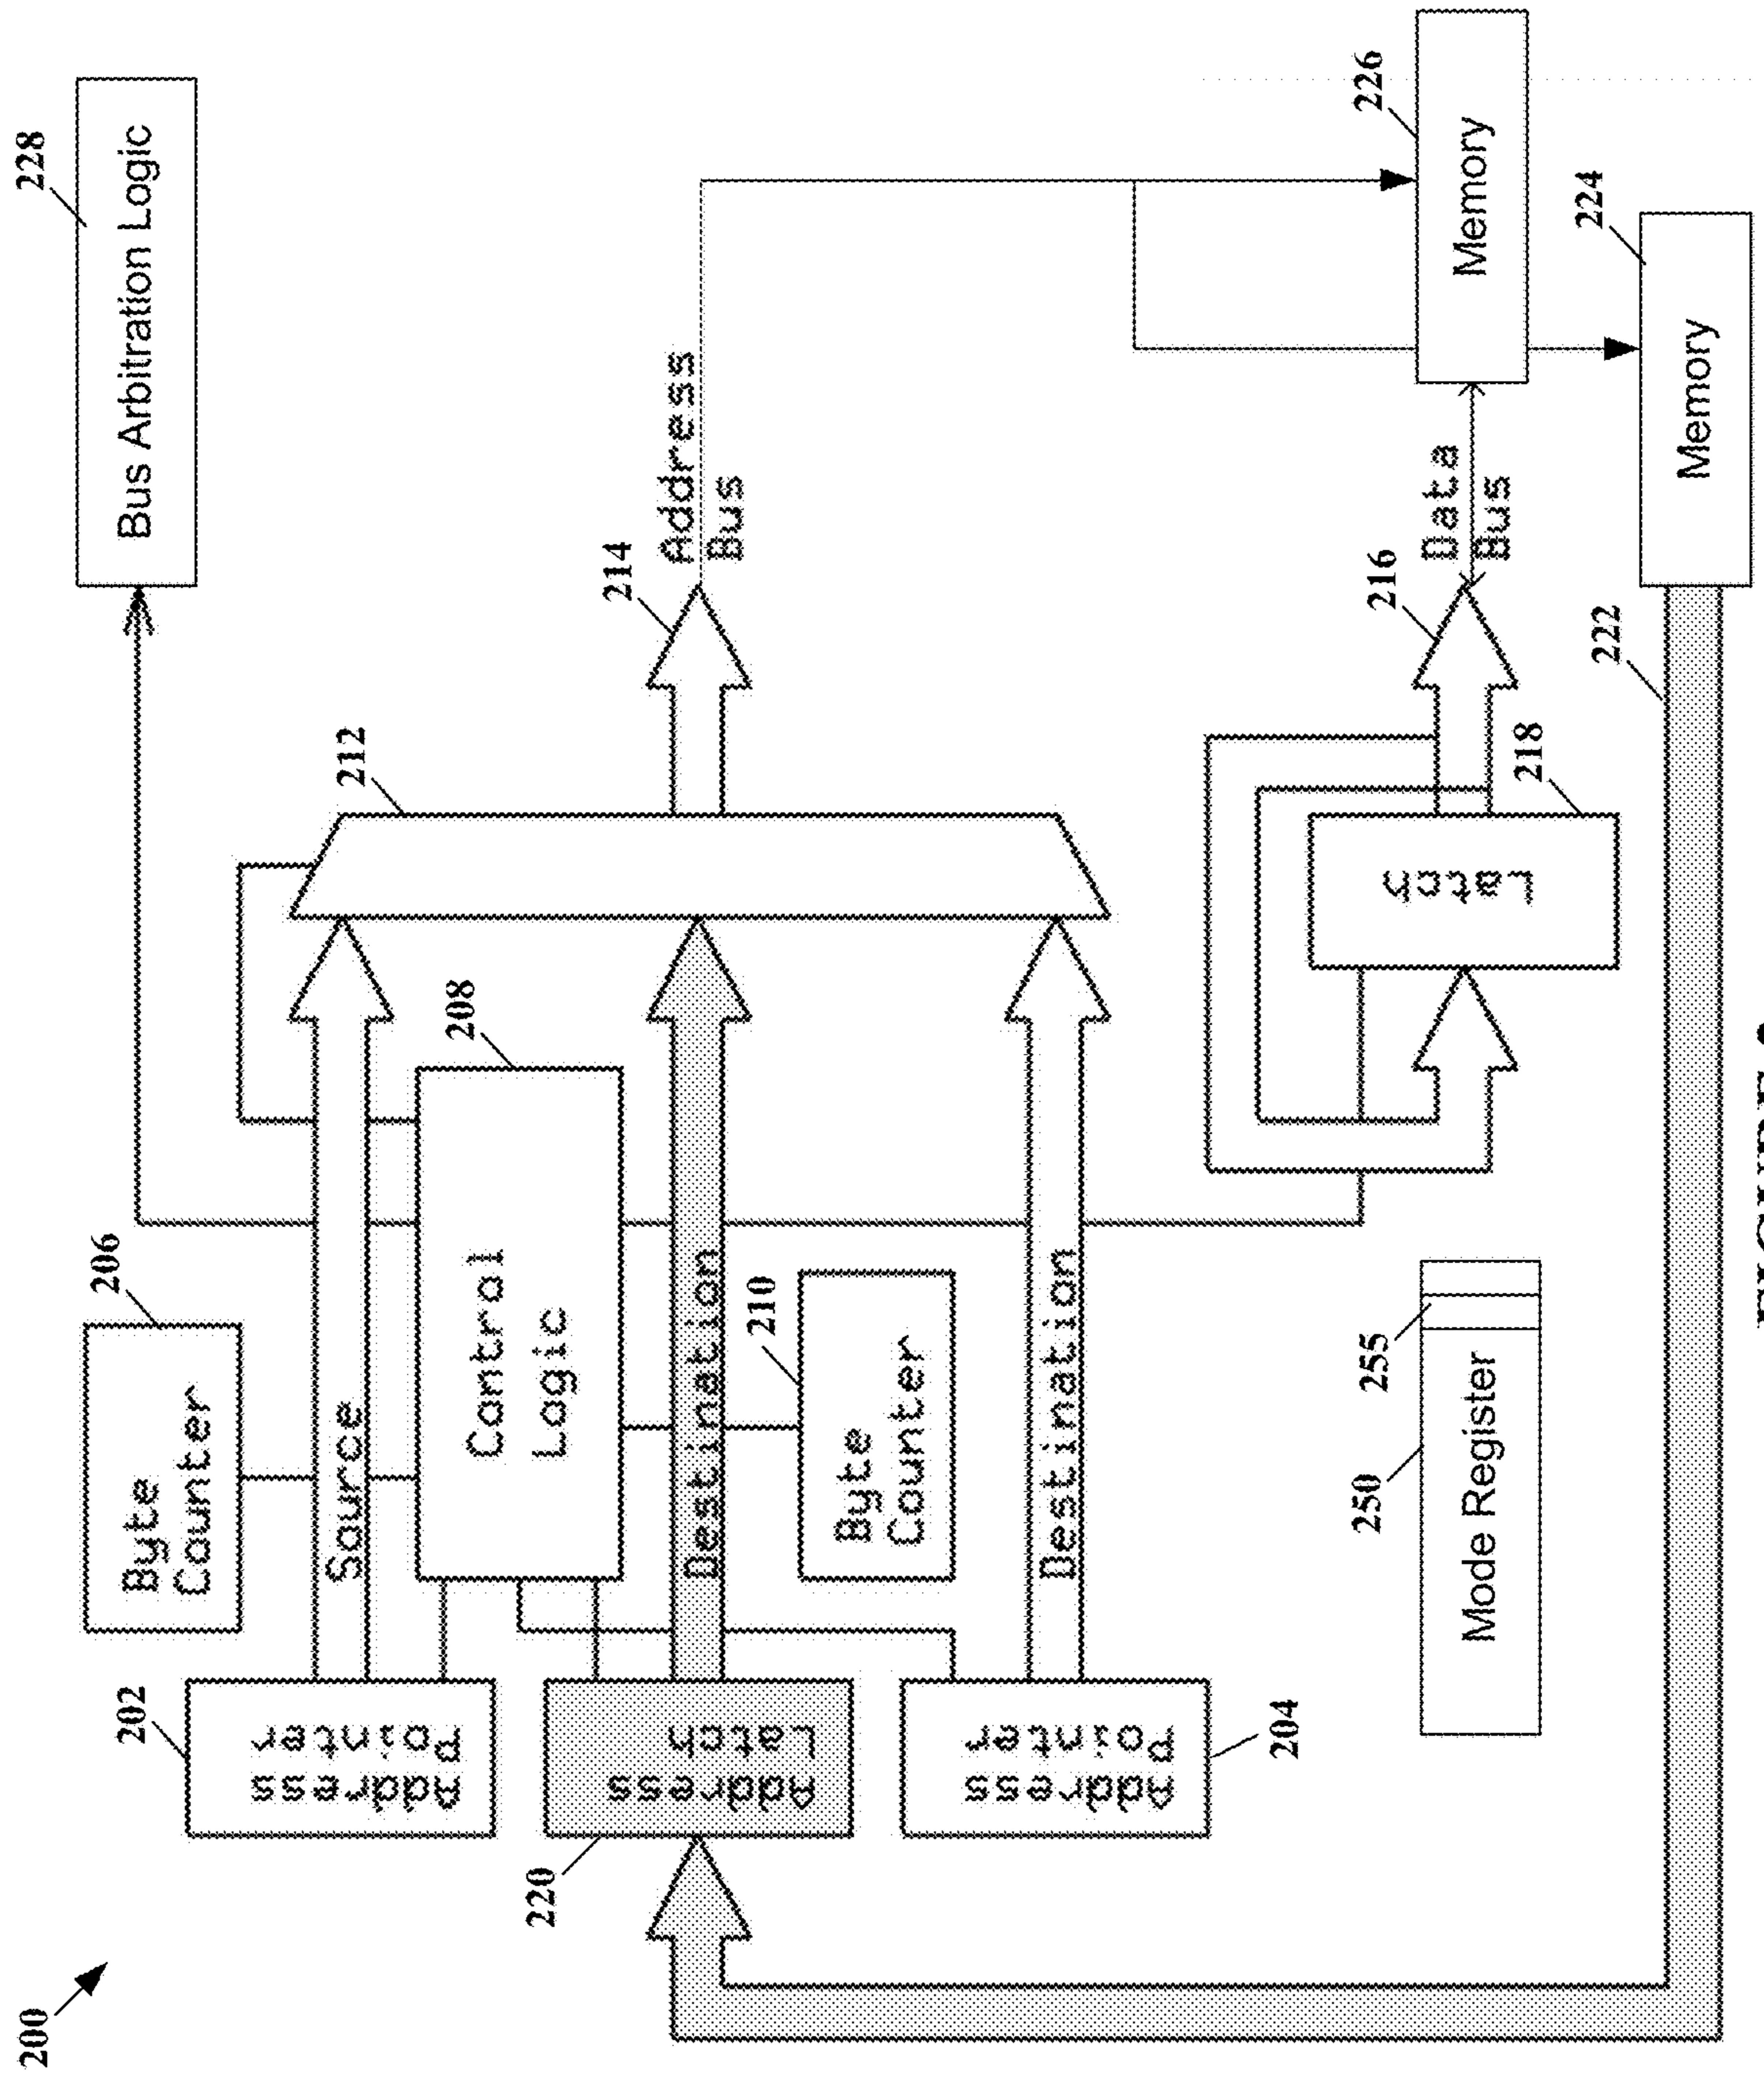 200
228
Bus Arbitration Logic
206
Byte
Counter
202
Address
Pointer
Source
212
208
Control
Logic
220
Address
Latch
Destination
214
Address
Bus
210
Byte
Counter
204
Address
Pointer
Destination
226
Memory
216
Data
Bus
218
Latch
250
255
Mode Register
224
Memory
222